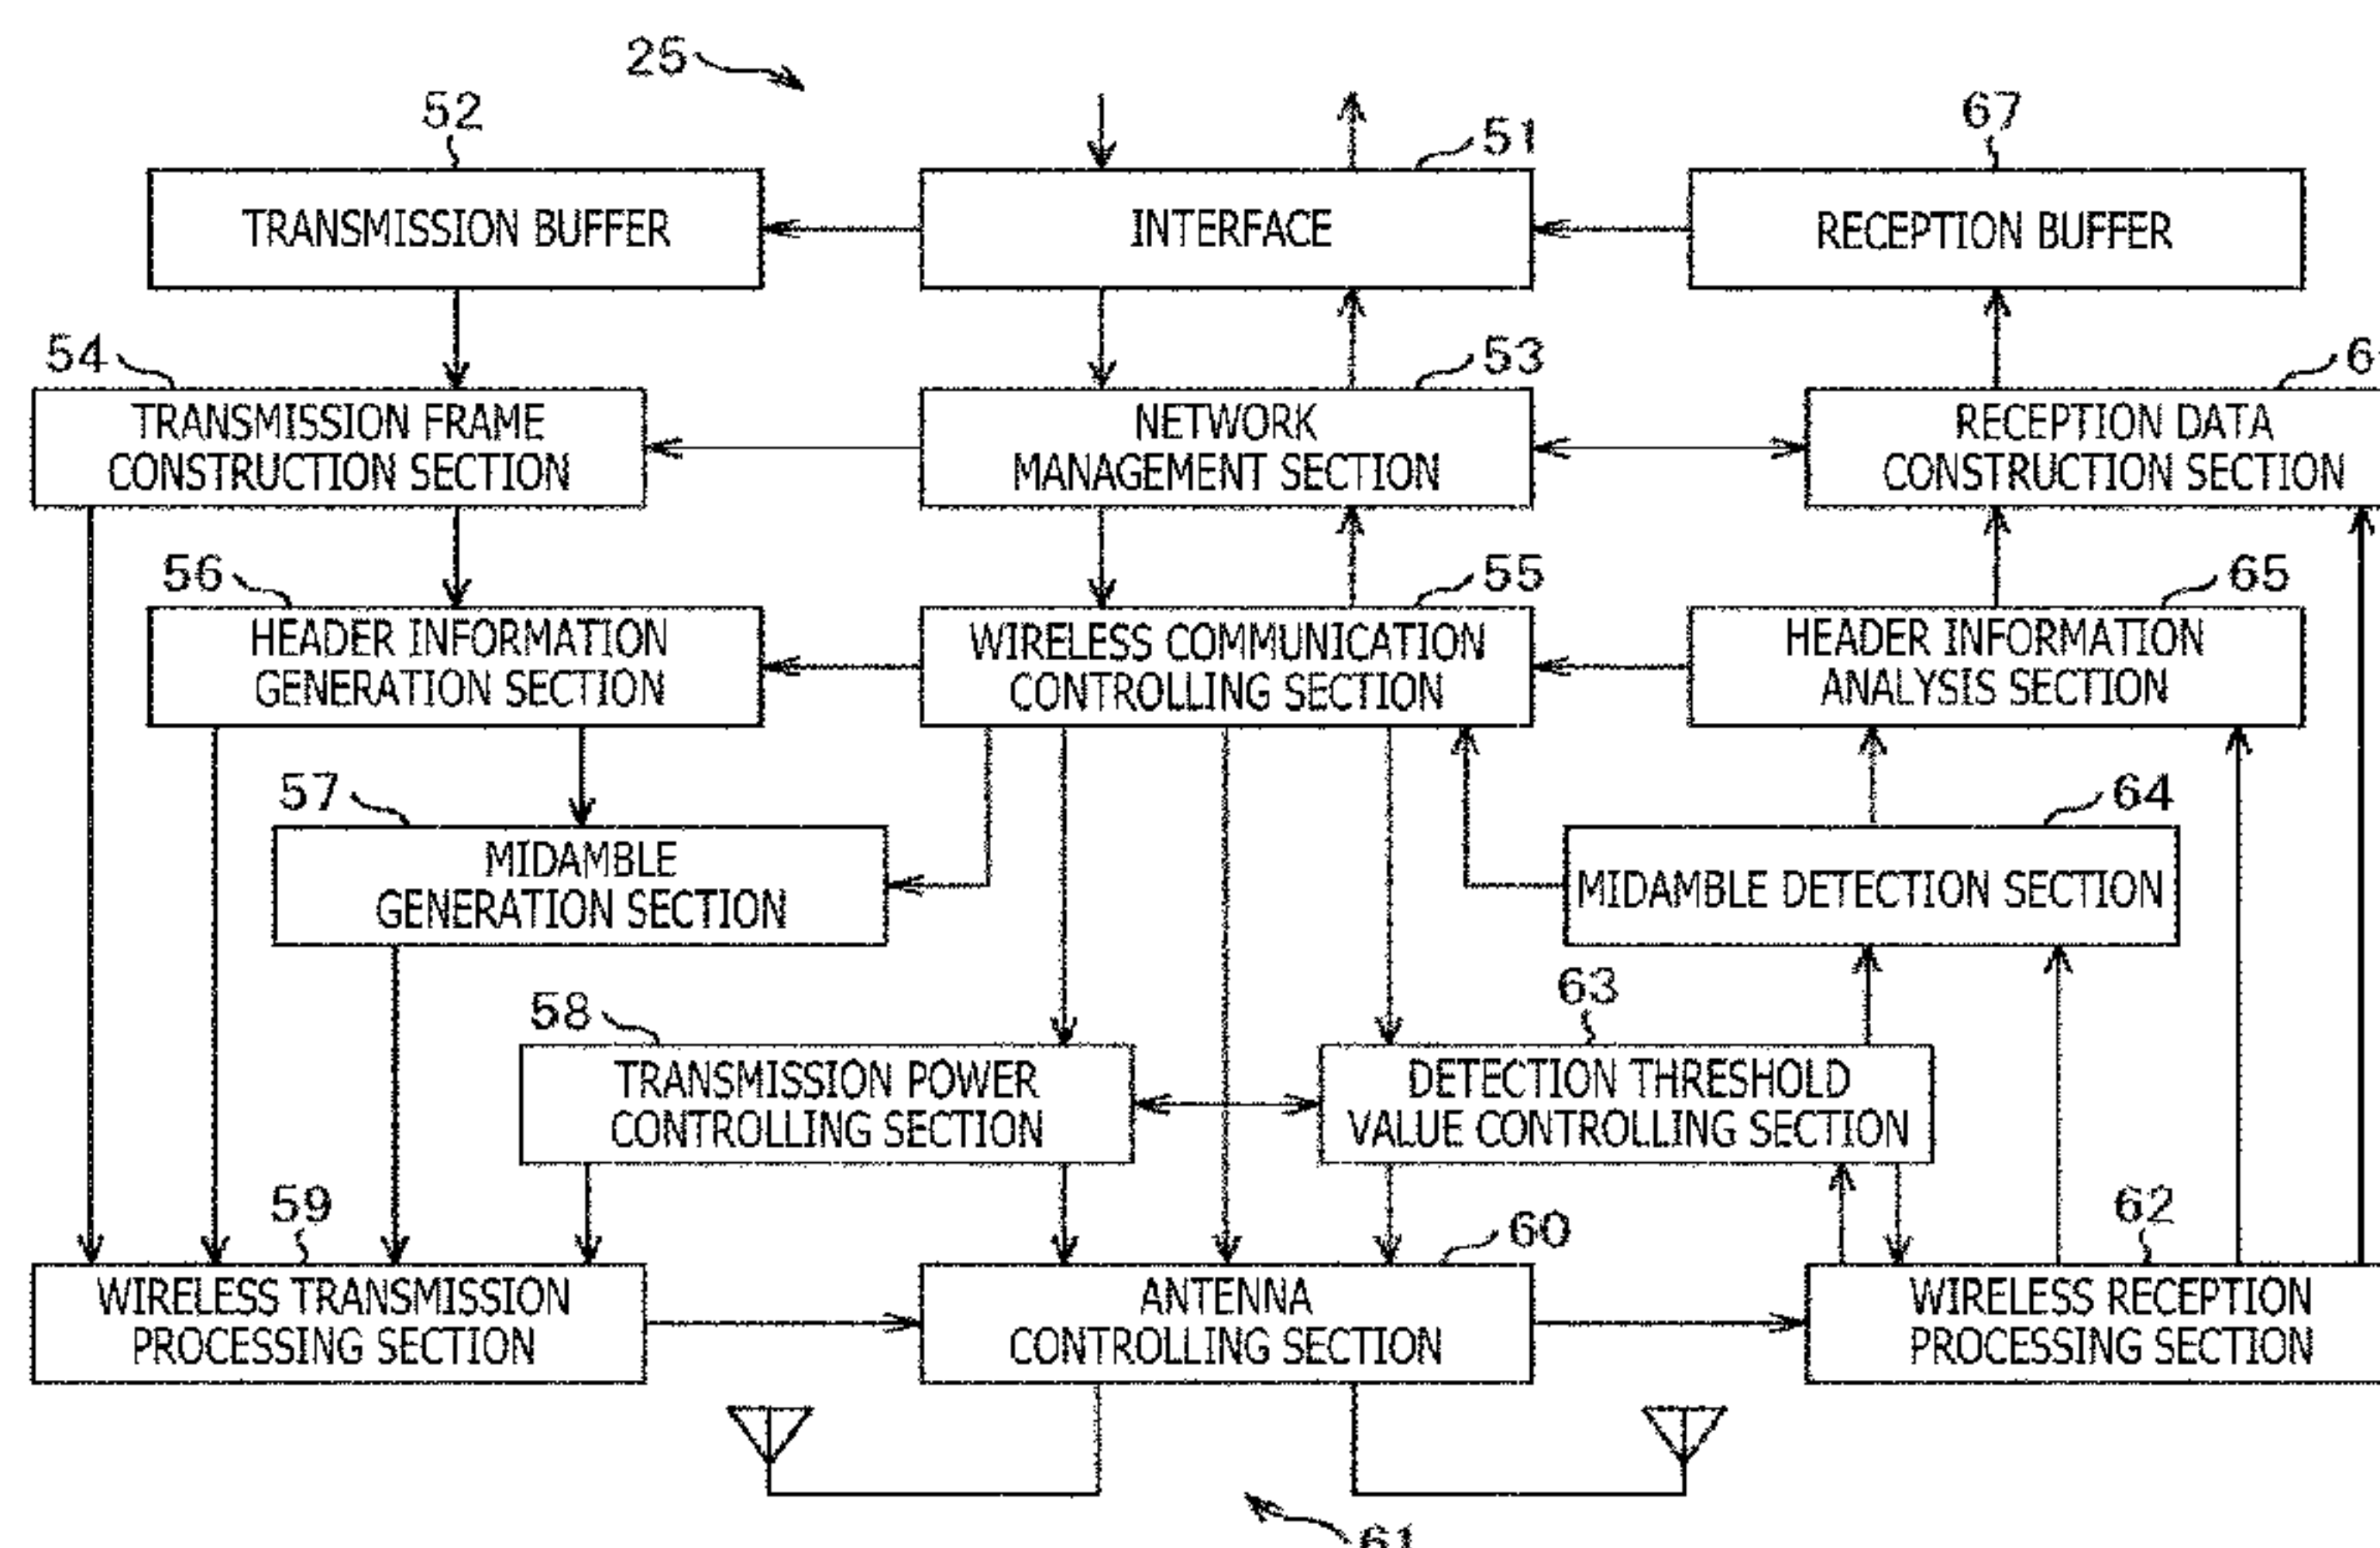 25
52
51
67
TRANSMISSION BUFFER
INTERFACE
RECEPTION BUFFER
54
53
6
TRANSMISSION FRAME
CONSTRUCTION SECTION
NETWORK
MANAGEMENT SECTION
RECEPTION DATA
CONSTRUCTION SECTION
56
55
65
HEADER INFORMATION
GENERATION SECTION
WIRELESS COMMUNICATION
CONTROLLING SECTION
HEADER INFORMATION
ANALYSIS SECTION
57
64
MIDAMBLE
GENERATION SECTION
MIDAMBLE DETECTION SECTION
58
63
TRANSMISSION POWER
CONTROLLING SECTION
DETECTION THRESHOLD
VALUE CONTROLLING SECTION
59
60
62
WIRELESS TRANSMISSION
PROCESSING SECTION
ANTENNA
CONTROLLING SECTION
WIRELESS RECEPTION
PROCESSING SECTION
61